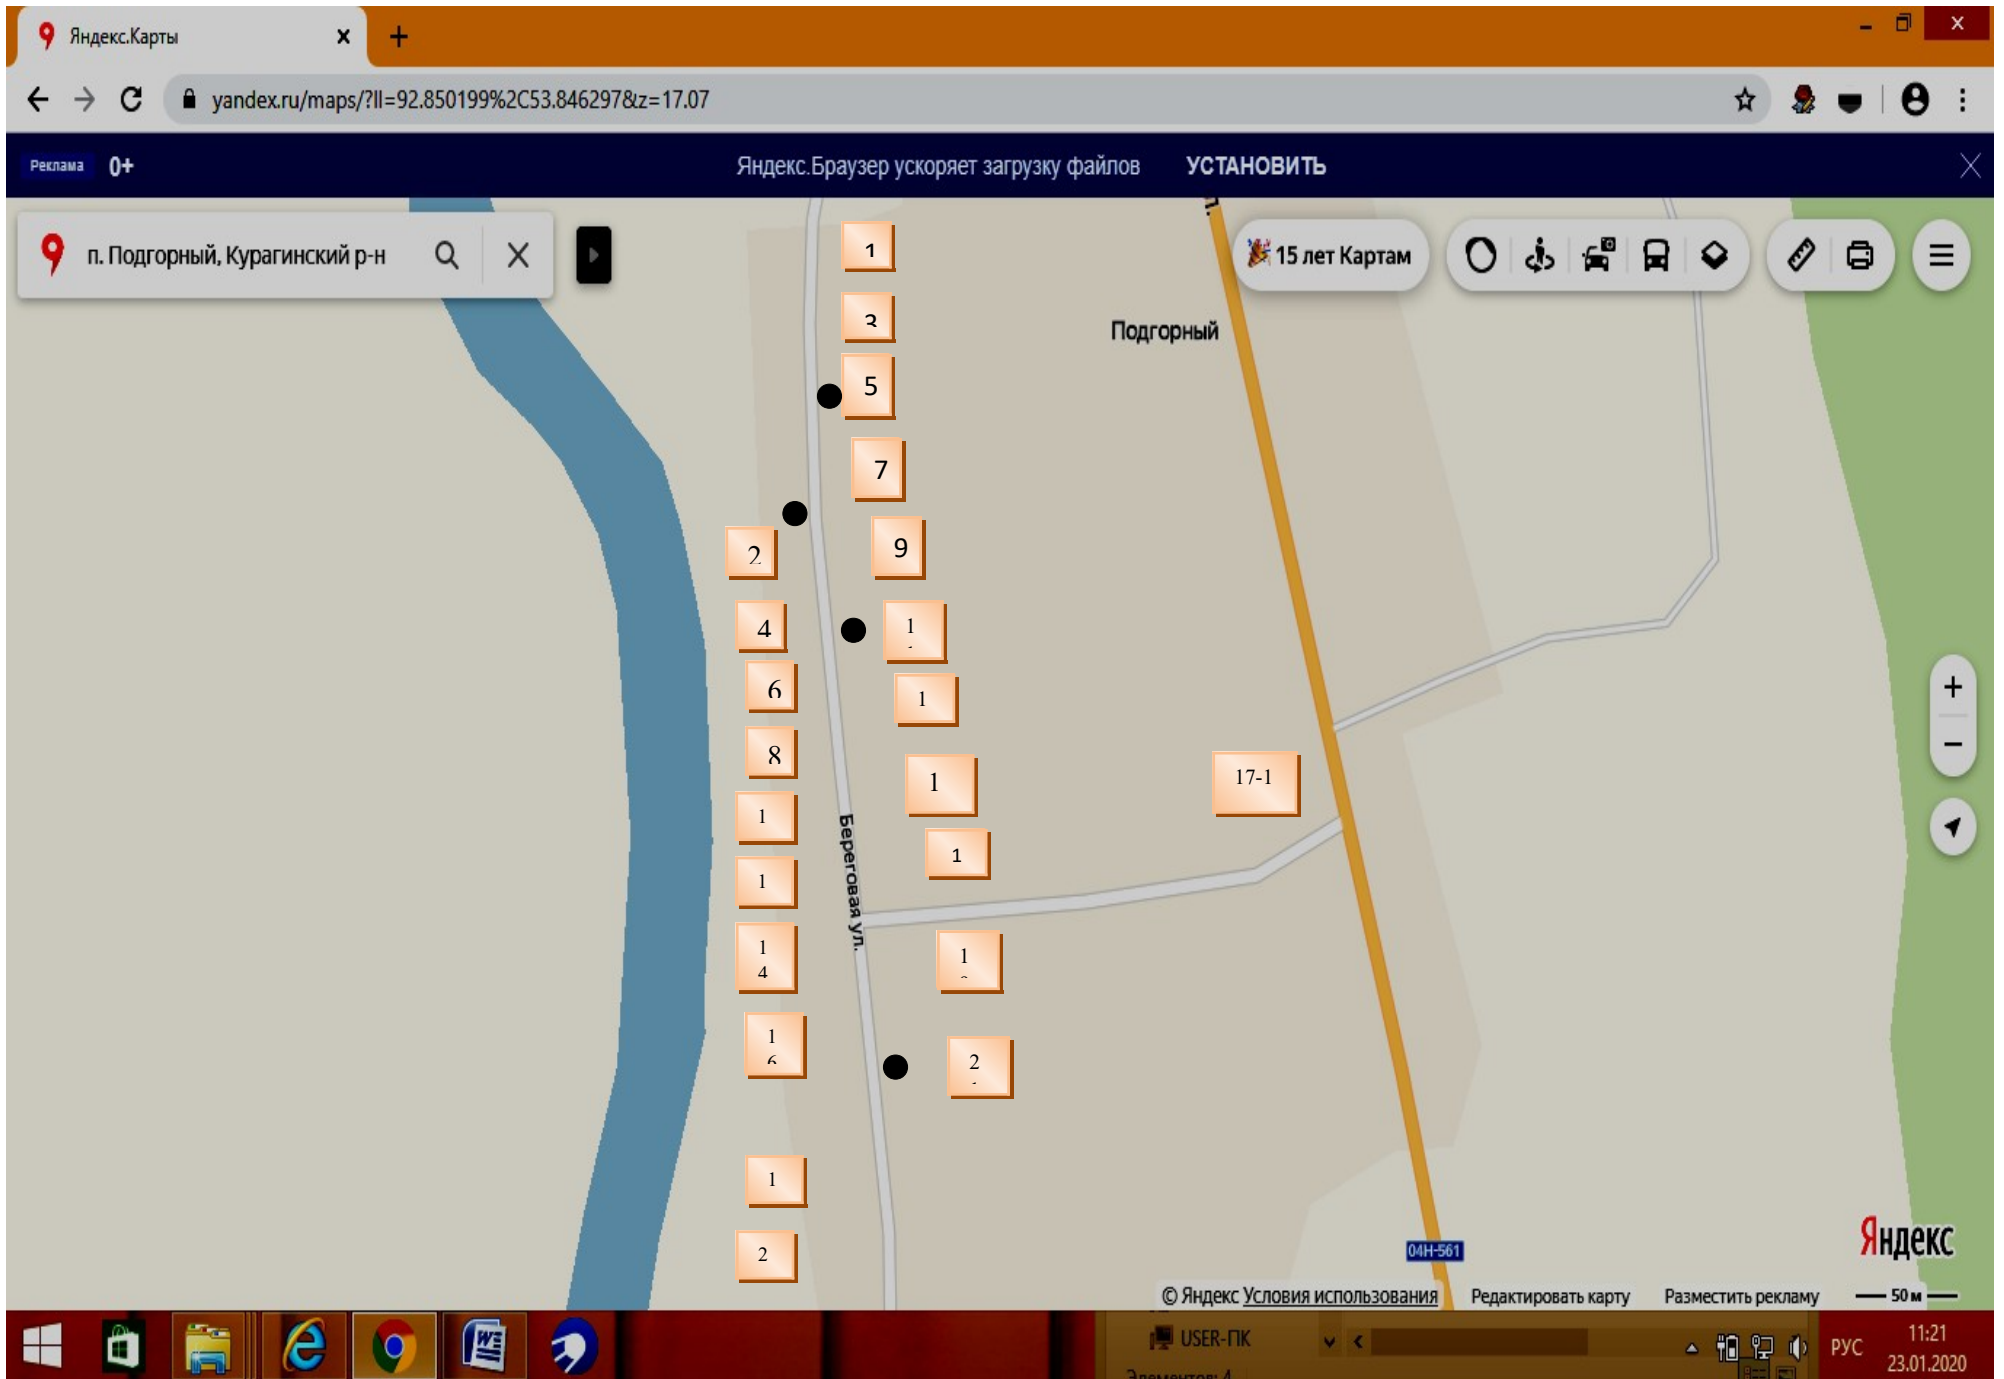 Яндекс.Карты
yandex.ru/maps/?ll=92.850199%2C53.846297&z=17.07
Реклама 0+ Яндекс.Браузер ускоряет загрузку файлов УСТАНОВИТЬ
п. Подгорный, Курагинский р-н
15 лет Картам
1
3
Подгорный
5
7
9
2
4
1
6
1
8
17-1
1
1
1
1
Береговая ул.
1
4
1
1
6
2
1
2
04Н-561
Яндекс
© Яндекс Условия использования Редактировать карту Разместить рекламу 50 м
USER-ПК
РУС
11:21
23.01.2020